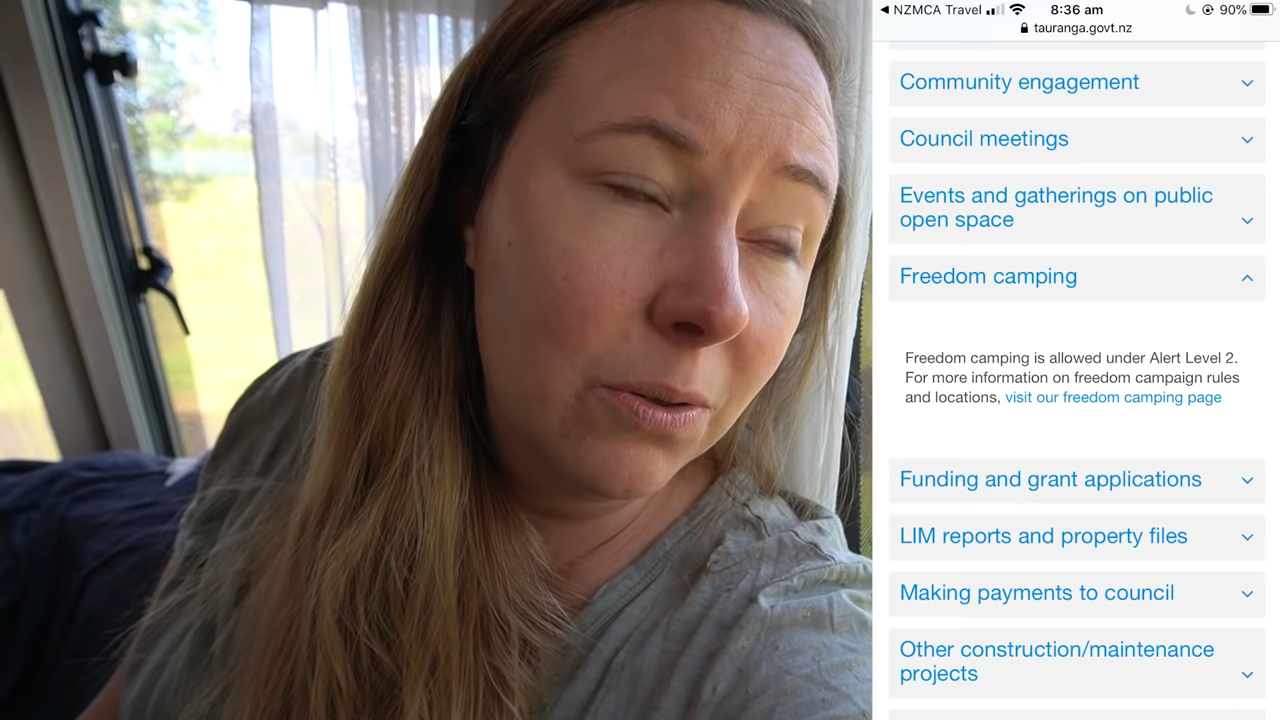 NZMCA Travel
8:36 am
90%
tauranga.govt.nz
Community engagement
Council meetings
Events and gatherings on public
open space
Freedom camping
Freedom camping is allowed under Alert Level 2.
For more information on freedom campaign rules
and locations, visit our freedom camping page
Funding and grant applications
LIM reports and property files
Making payments to council
Other construction/maintenance
projects